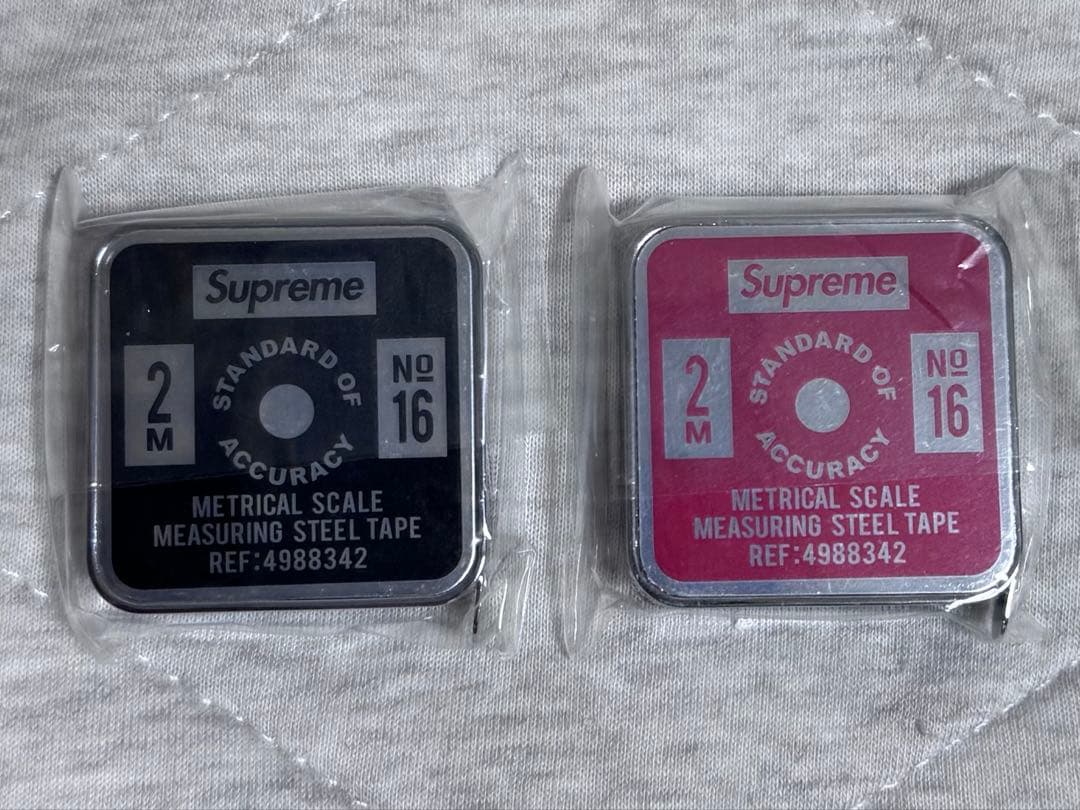 Supreme
2
M
STANDARD OF
ACCURACY
Nº
16
METRICAL SCALE
MEASURING STEEL TAPE
REF:4988342
Supreme
2
M
STANDARD OF
ACCURACY
Nº
16
METRICAL SCALE
MEASURING STEEL TAPE
REF:4988342